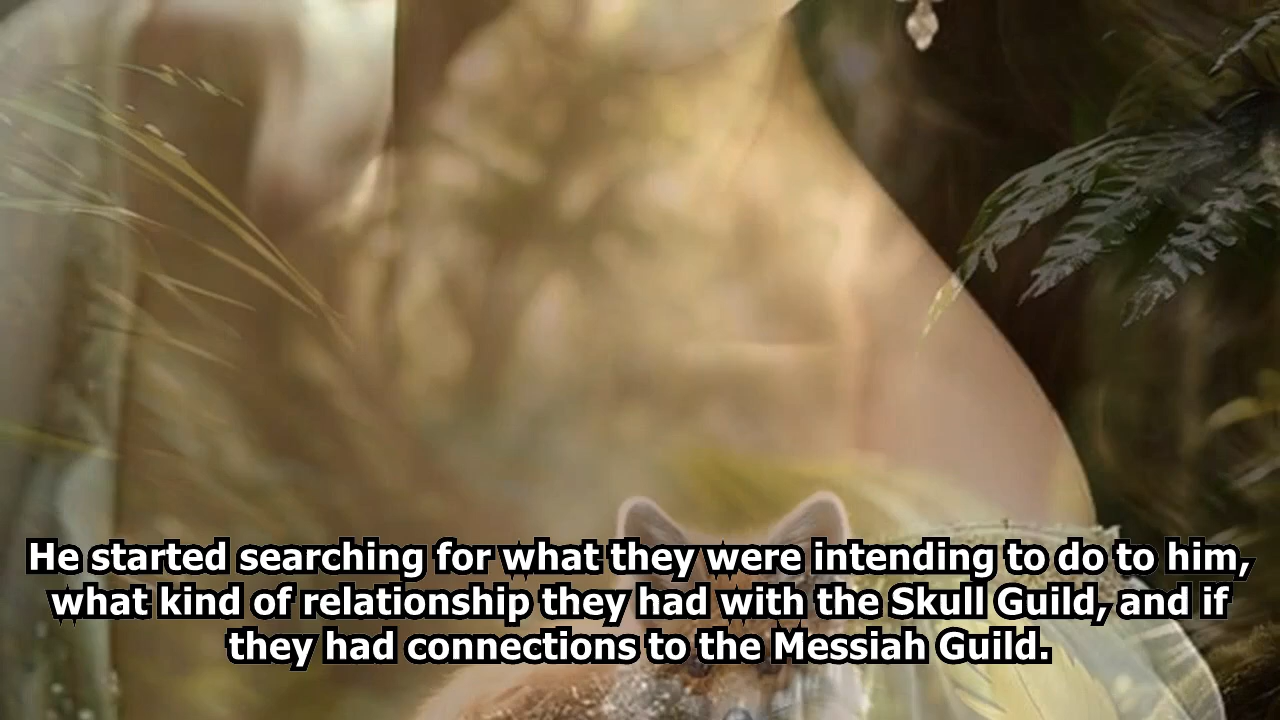 He started searching for what they were intending to do to him,
what kind of relationship they had with the Skull Guild, and if
they had connections to the Messiah Guild.